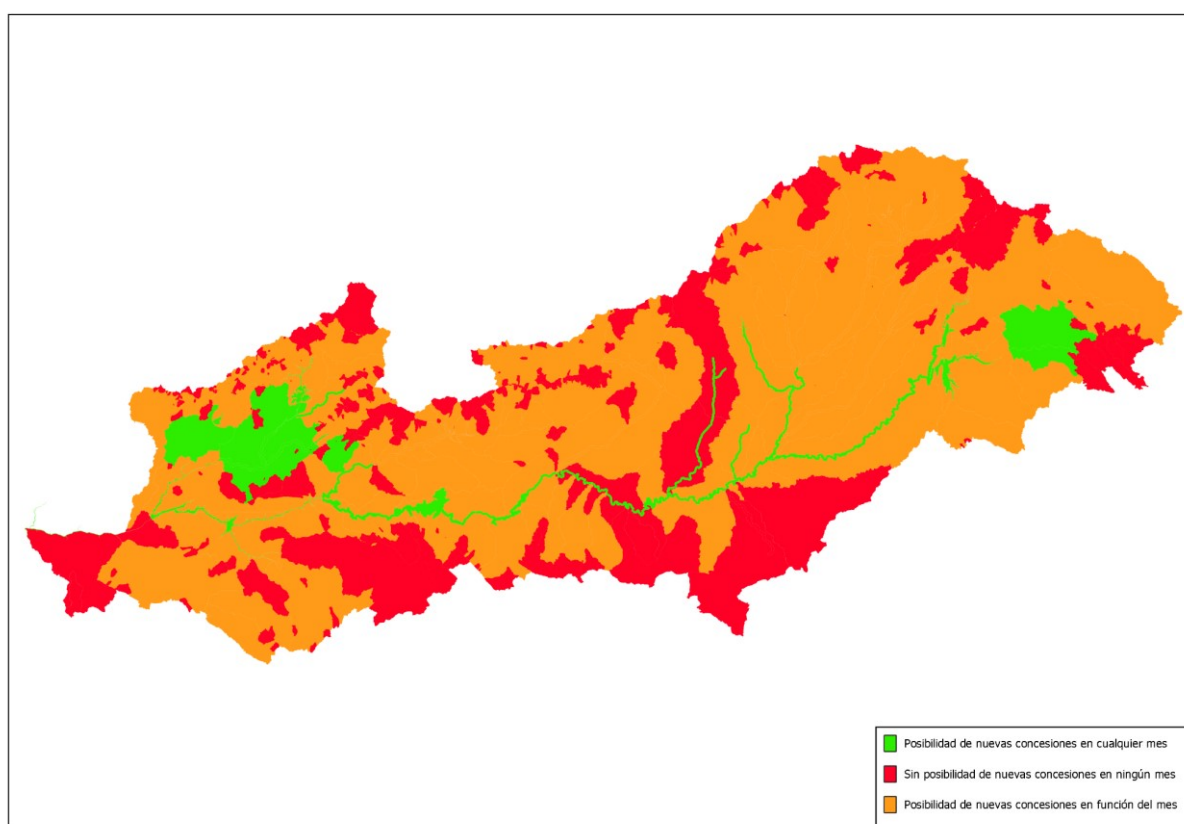 Posibilidad de nuevas concesiones en cualquier mes
Sin posibilidad de nuevas concesiones en ningún mes
Posibilidad de nuevas concesiones en función del mes